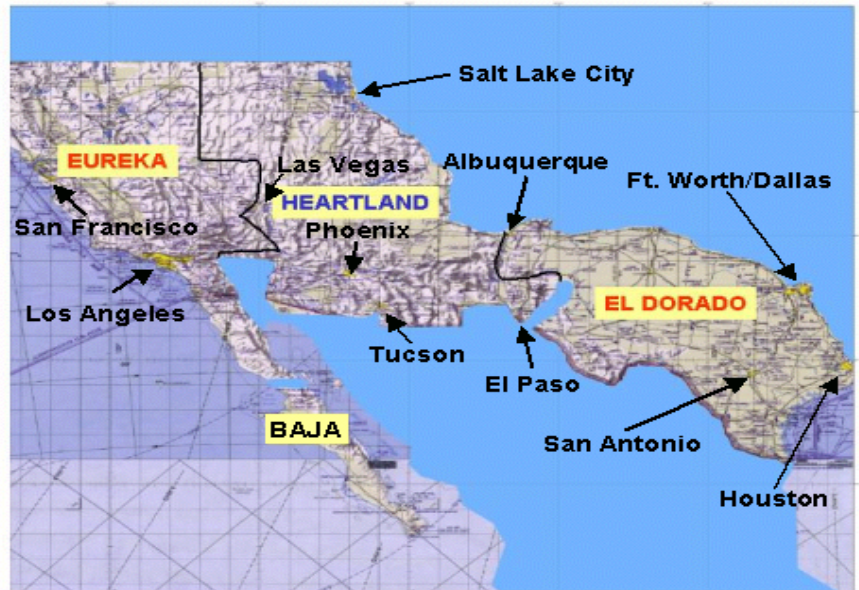 Salt Lake City
EUREKA
Las Vegas
Albuquerque
Ft. Worth/Dallas
HEARTLAND
San Francisco
Phoenix
Los Angeles
EL DORADO
Tucson
El Paso
BAJA
San Antonio
Houston